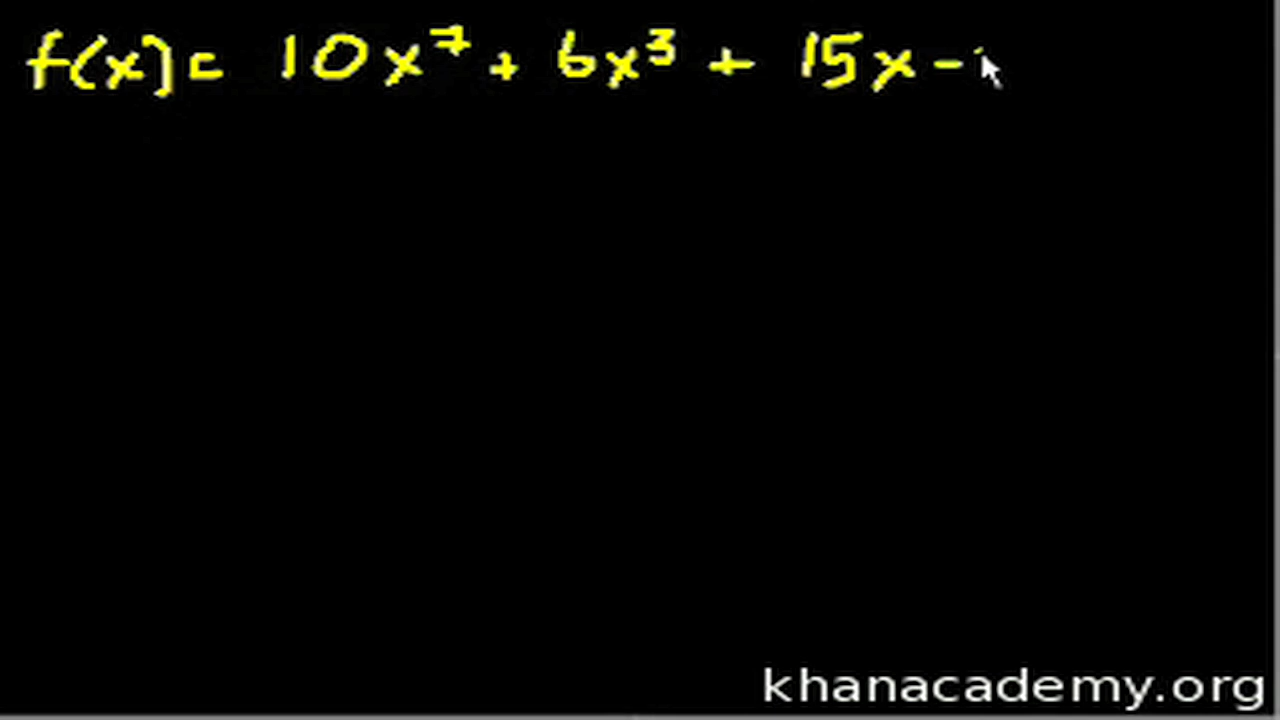 f(x) = 10x⁷ + 6x³ + 15x -
khanacademy.org